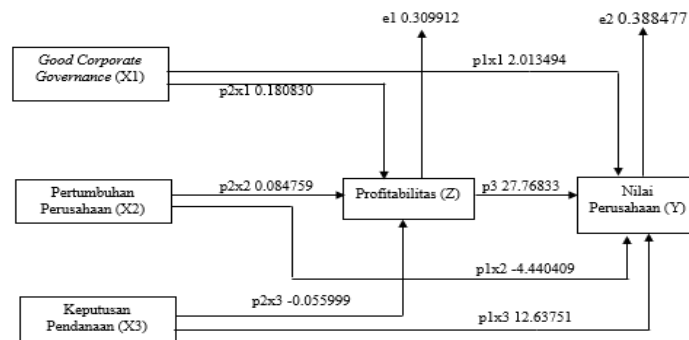 e1 0.309912
e2 0.388477
Good Corporate
Governance (X1)
p1x1 2.013494
p2x1 0.180830
Pertumbuhan
Perusahaan (X2)
p2x2 0.084759
Profitabilitas (Z)
p3 27.76833
Nilai
Perusahaan (Y)
p1x2 -4.440409
p2x3 -0.055999
Keputusan
Pendanaan (X3)
p1x3 12.63751